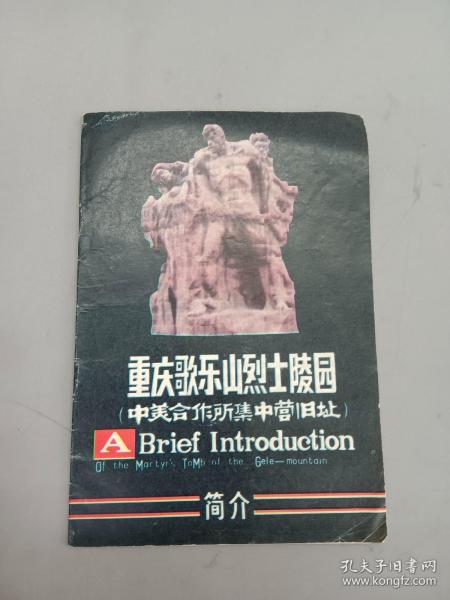 重庆歌乐山烈士陵园
(中美合作所集中营旧址)
A Brief Introduction
Of the Martyr's ToMb of the Gele—mountain
简介
孔夫子旧书网
www.kongfz.com